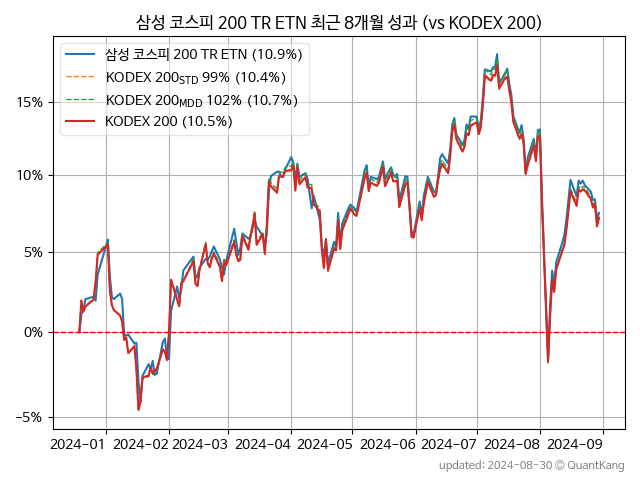 삼성 코스피 200 TR ETN 최근 8개월 성과 (vs KODEX 200)
삼성 코스피 200 TR ETN (10.9%)
KODEX 200STD 99% (10.4%)
KODEX 200MDD 102% (10.7%)
KODEX 200 (10.5%)
15%
10%
5%
0%
−5%
2024-01 2024-02 2024-03 2024-04 2024-05 2024-06 2024-07 2024-08 2024-09
updated: 2024-08-30 © QuantKang